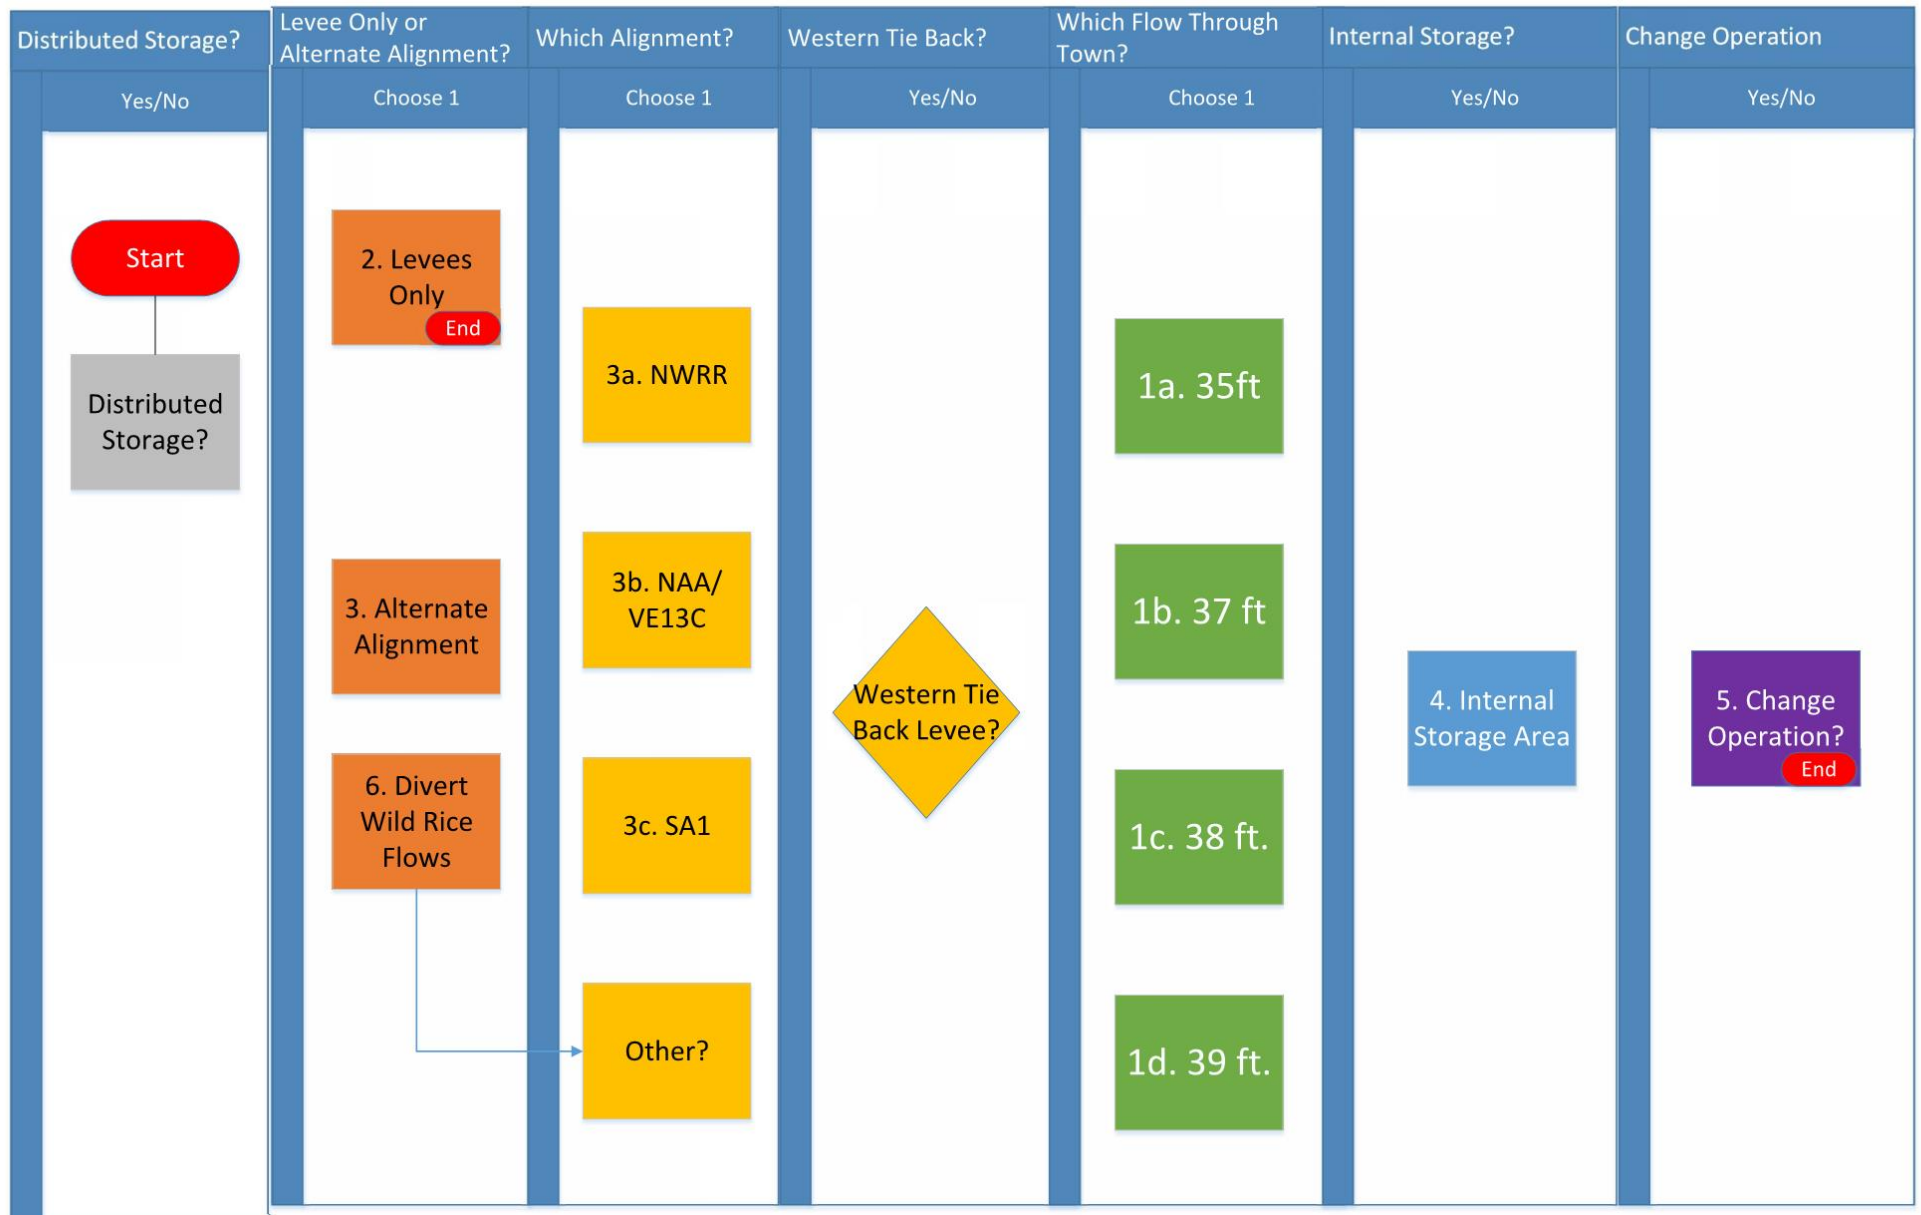 Distributed Storage?
Yes/No
Start
Distributed
Storage?
Levee Only or
Alternate Alignment?
Choose 1
2. Levees
Only
End
3. Alternate
Alignment
6. Divert
Wild Rice
Flows
Which Alignment?
Choose 1
3a. NWRR
3b. NAA/
VE13C
3c. SA1
Other?
Western Tie Back?
Yes/No
Western Tie
Back Levee?
Which Flow Through
Town?
Choose 1
1a. 35ft
1b. 37 ft
1c. 38 ft.
1d. 39 ft.
Internal Storage?
Yes/No
4. Internal
Storage Area
Change Operation
Yes/No
5. Change
Operation?
End